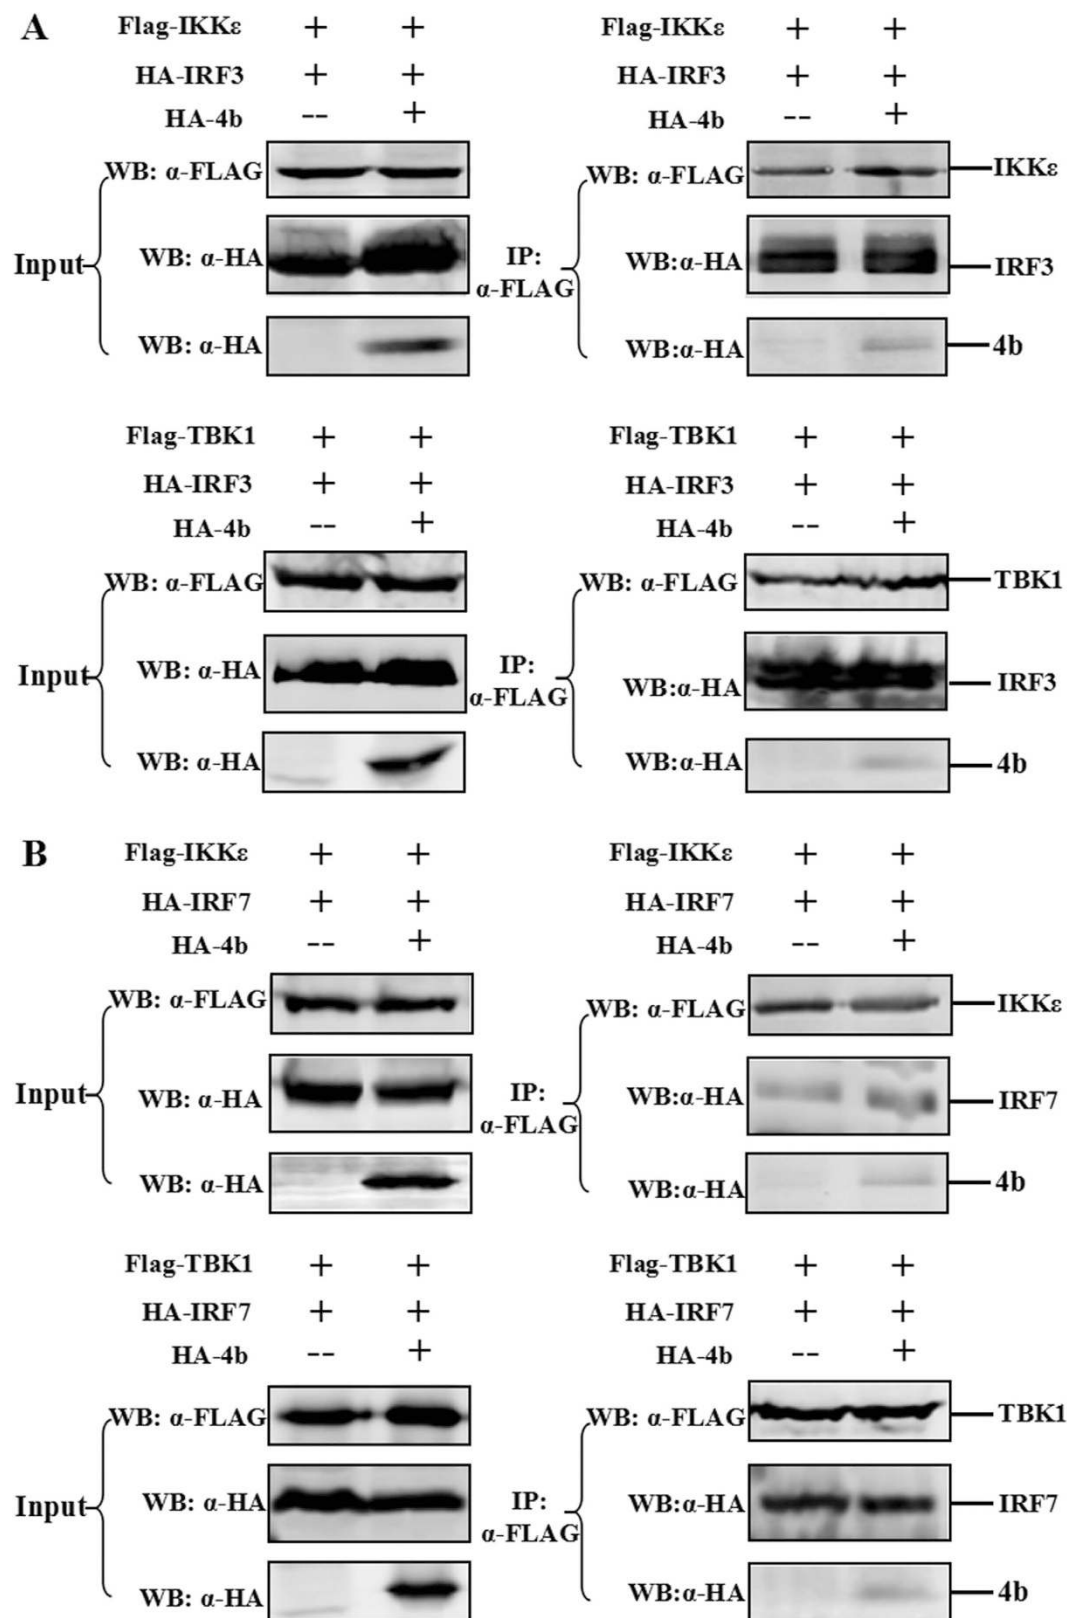 A
Flag-IKKε + + Flag-IKKε + +
HA-IRF3 + + HA-IRF3 + +
HA-4b -- + HA-4b -- +
WB: α-FLAG WB: α-FLAG IKKε
Input WB: α-HA IP: α-FLAG WB:α-HA IRF3
WB: α-HA WB:α-HA 4b
Flag-TBK1 + + Flag-TBK1 + +
HA-IRF3 + + HA-IRF3 + +
HA-4b -- + HA-4b -- +
WB: α-FLAG WB: α-FLAG TBK1
Input WB: α-HA IP: α-FLAG WB:α-HA IRF3
WB: α-HA WB:α-HA 4b
B
Flag-IKKε + + Flag-IKKε + +
HA-IRF7 + + HA-IRF7 + +
HA-4b -- + HA-4b -- +
WB: α-FLAG WB: α-FLAG IKKε
Input WB: α-HA IP: α-FLAG WB:α-HA IRF7
WB: α-HA WB:α-HA 4b
Flag-TBK1 + + Flag-TBK1 + +
HA-IRF7 + + HA-IRF7 + +
HA-4b -- + HA-4b -- +
WB: α-FLAG WB: α-FLAG TBK1
Input WB: α-HA IP: α-FLAG WB:α-HA IRF7
WB: α-HA WB:α-HA 4b